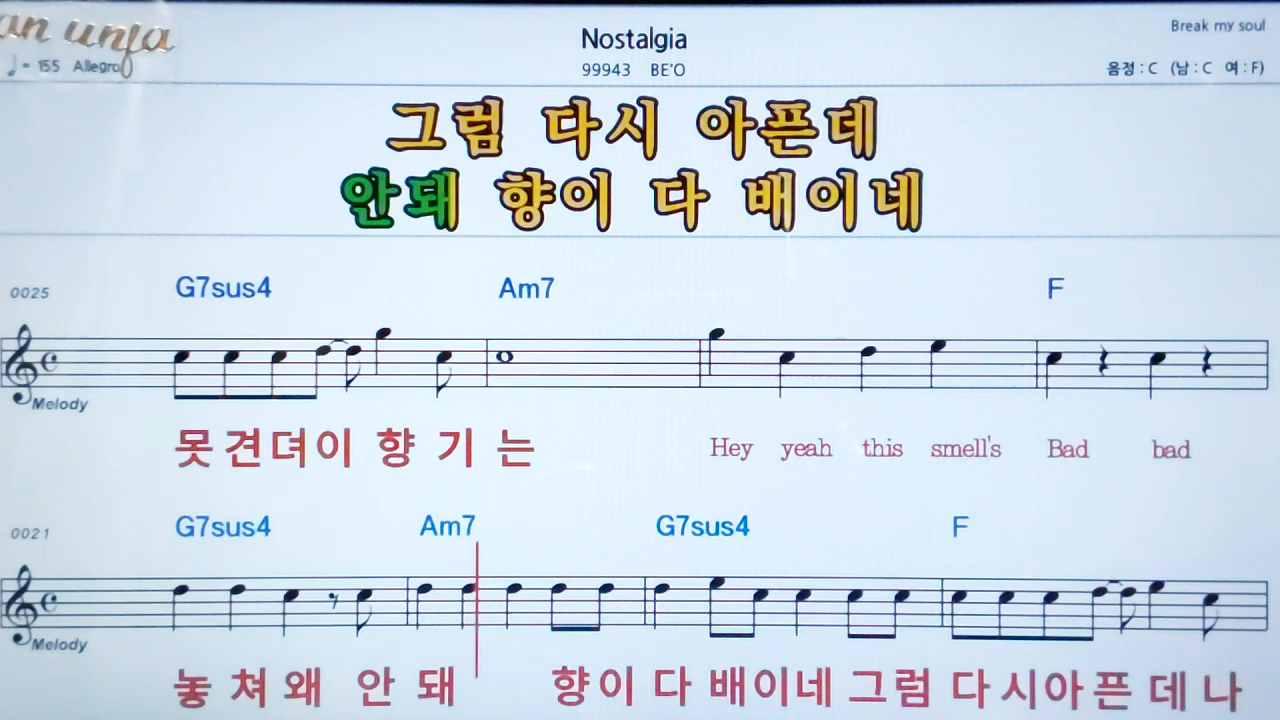 Nostalgia
Break my soul
= 155 Allegro
99943 BE'O
음정 : C (남 : C 여 : F)
그럼 다시 아픈데
안돼 향이 다 배이네
0025 G7sus4 Am7 F
Melody
못견뎌이 향 기 는 Hey yeah this smell's Bad bad
0021 G7sus4 Am7 G7sus4 F
Melody
놓 쳐 왜 안 돼 향이 다 배이네 그럼 다시아픈 데 나